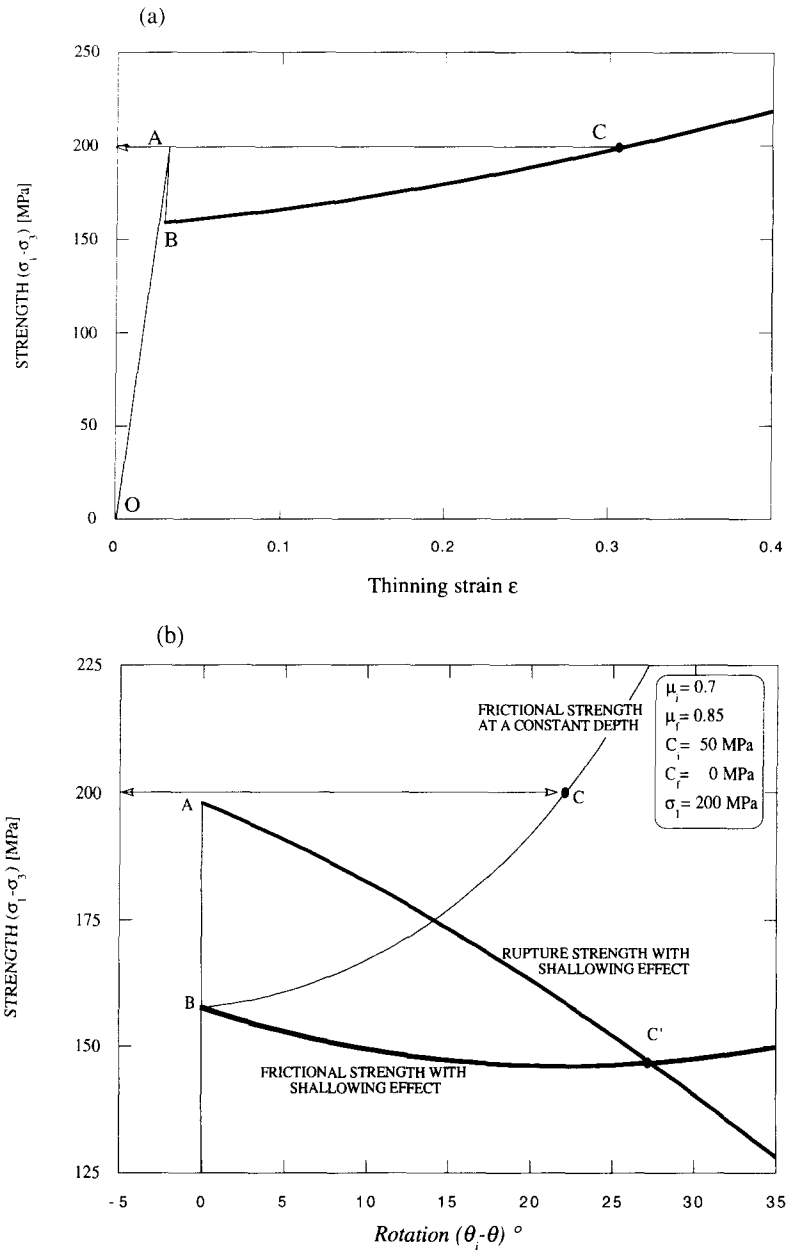 (a)
250
200
150
100
50
0
STRENGTH (σ₁-σ₃) [MPa]
A
B
C
O
0
0.1
0.2
0.3
0.4
Thinning strain ε
(b)
225
200
175
150
125
STRENGTH (σ₁-σ₃) [MPa]
FRICTIONAL STRENGTH
AT A CONSTANT DEPTH
μᵢ= 0.7
μ_f= 0.85
Cᵢ= 50 MPa
C_f= 0 MPa
σ₁= 200 MPa
A
C
B
RUPTURE STRENGTH WITH
SHALLOWING EFFECT
C'
FRICTIONAL STRENGTH WITH
SHALLOWING EFFECT
-5
0
5
10
15
20
25
30
35
Rotation (θᵢ-θ) °